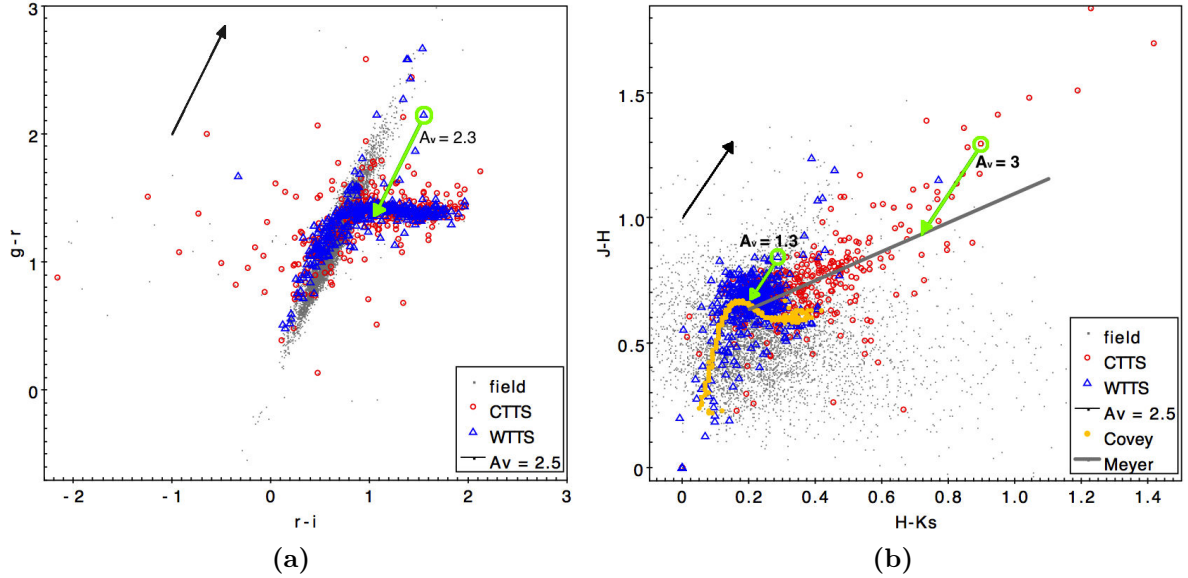 3
2
1
0
g - r
- 2
- 1
0
1
2
3
r - i
Av = 2.3
field
CTTS
WTTS
Av = 2.5
(a)
1.5
1.0
0.5
0
J-H
0
0.2
0.4
0.6
0.8
1.0
1.2
1.4
H-Ks
Av = 3
Av = 1.3
field
CTTS
WTTS
Av = 2.5
Covey
Meyer
(b)